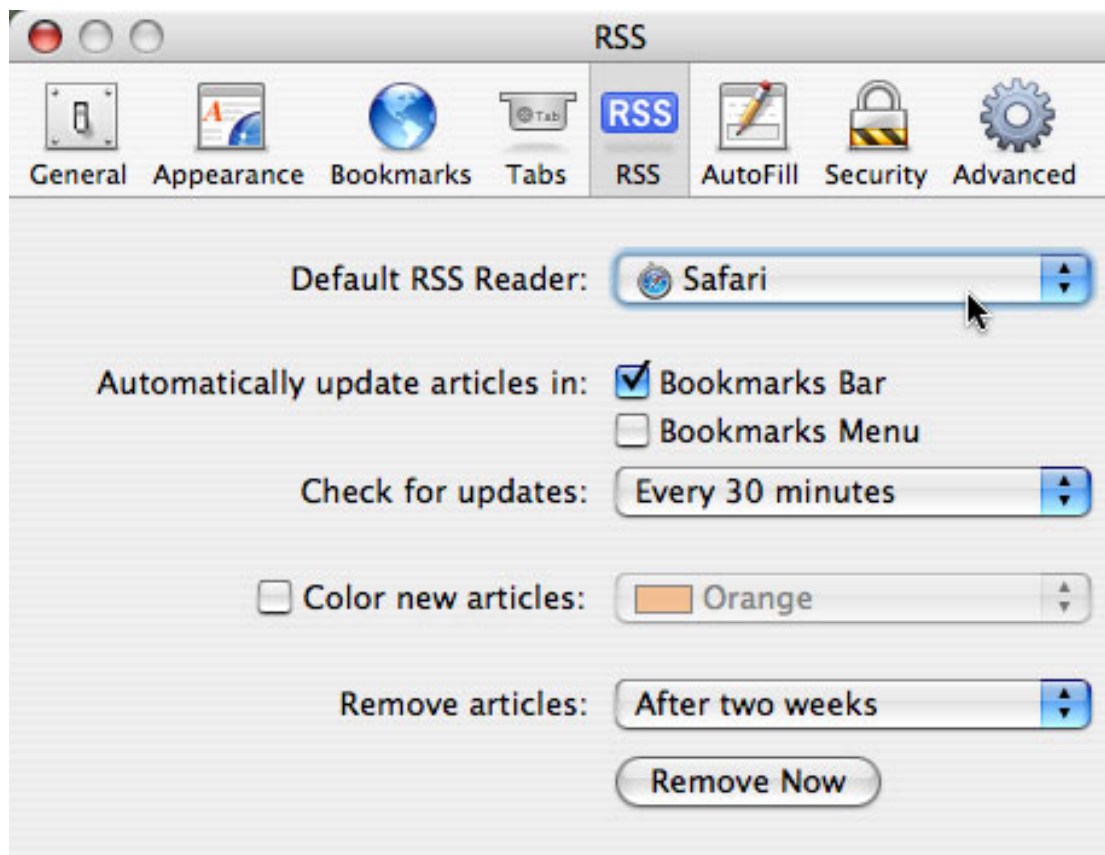 RSS
Tab
RSS
General Appearance Bookmarks Tabs RSS AutoFill Security Advanced
Default RSS Reader: Safari
Automatically update articles in: Bookmarks Bar
Bookmarks Menu
Check for updates: Every 30 minutes
Color new articles: Orange
Remove articles: After two weeks
Remove Now